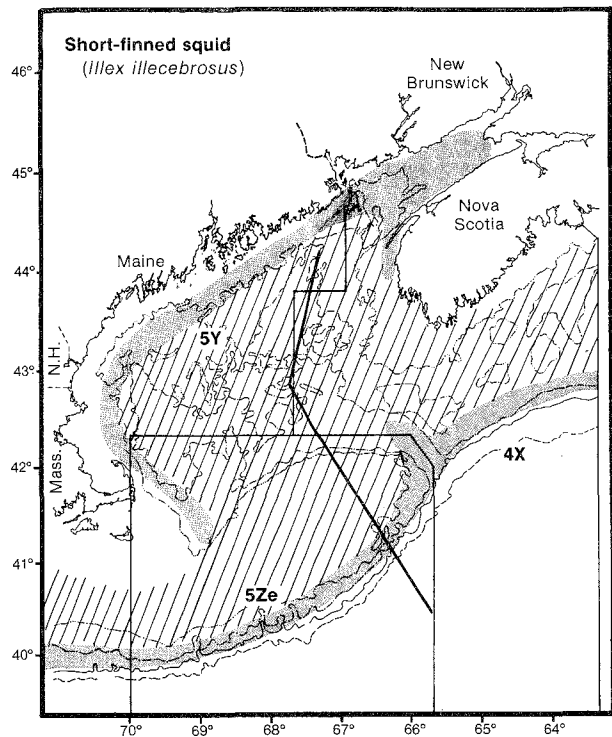 Short-finned squid
(Illex illecebrosus)
New
Brunswick
Nova
Scotia
Maine
N.H.
Mass.
5Y
4X
5Ze
46°
45°
44°
43°
42°
41°
40°
70°
69°
68°
67°
66°
65°
64°